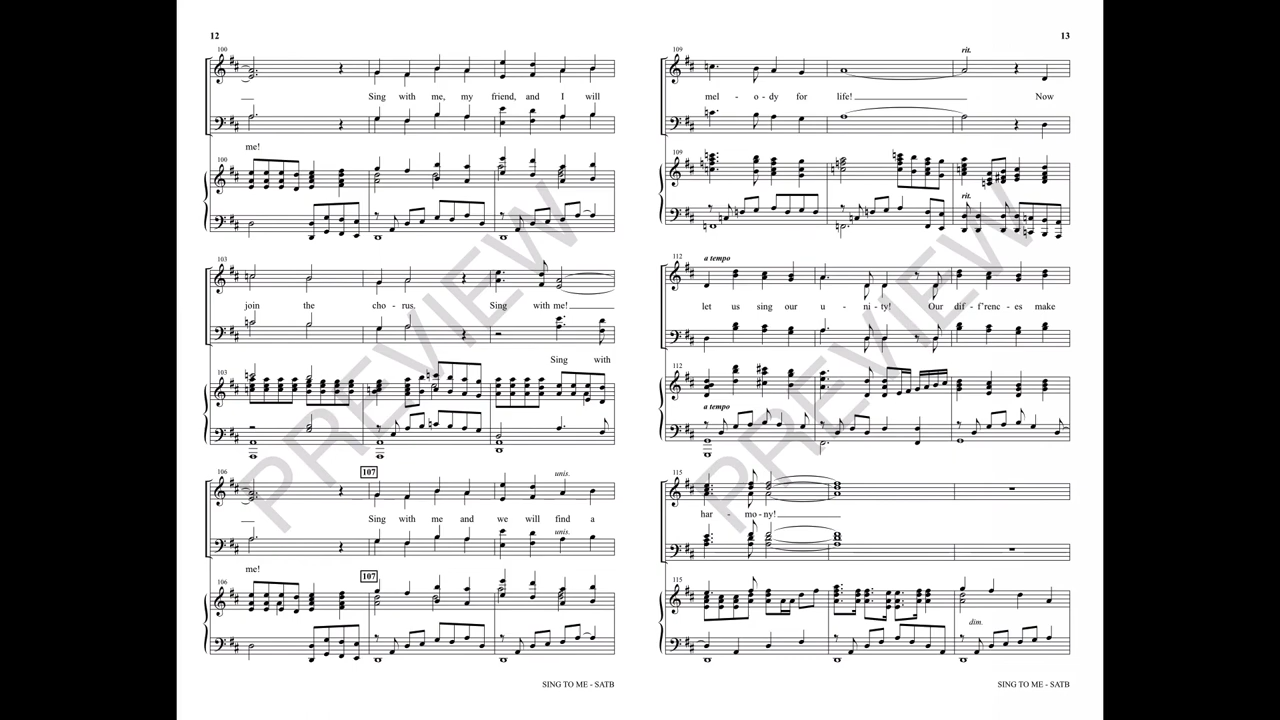 12
100
Sing with me, my friend, and I will
me!
100
103
join the cho - rus. Sing with me!
Sing with
103
106
107
unis.
Sing with me and we will find a
unis.
me!
106
107
SING TO ME - SATB
13
109
rit.
mel - o - dy for life! Now
109
rit.
112
a tempo
let us sing our u - ni - ty! Our dif - f'renc - es make
112
a tempo
115
har - mo - ny!
115
dim.
SING TO ME - SATB
PREVIEW
PREVIEW